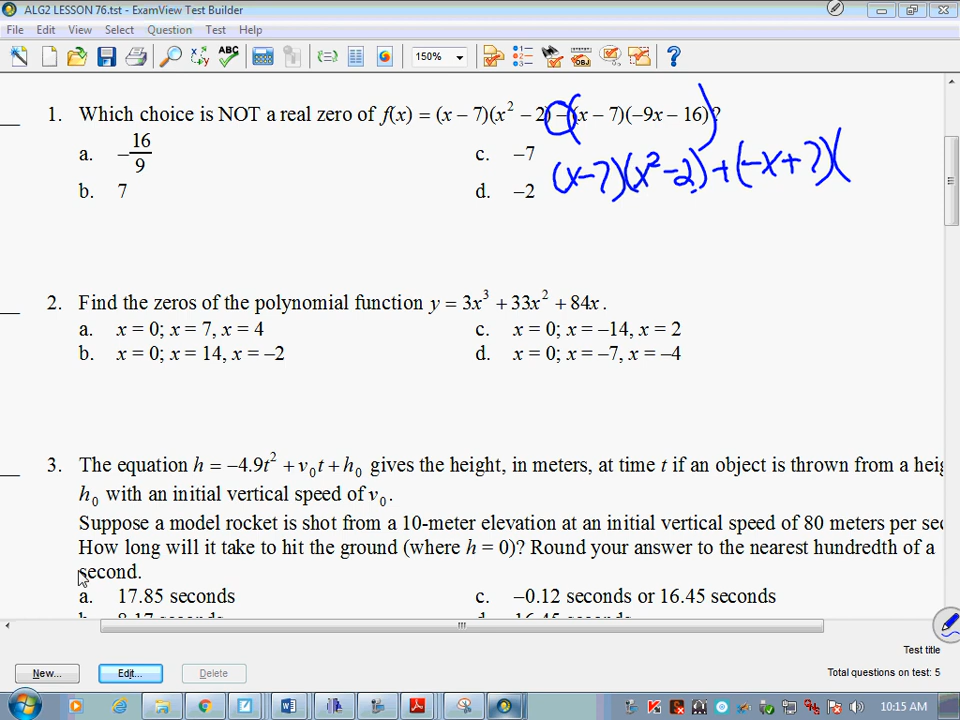 ALG2 LESSON 76.tst - ExamView Test Builder
File Edit View Select Question Test Help
150%
1. Which choice is NOT a real zero of f(x) = (x – 7)(x² – 2) – (x – 7)(–9x – 16)?
(x-7)(x²-2)+(-x+7)(
a. –16/9 c. –7
b. 7 d. –2
2. Find the zeros of the polynomial function y = 3x³ + 33x² + 84x.
a. x = 0; x = 7, x = 4 c. x = 0; x = –14, x = 2
b. x = 0; x = 14, x = –2 d. x = 0; x = –7, x = –4
3. The equation h = –4.9t² + v₀t + h₀ gives the height, in meters, at time t if an object is thrown from a heig
h₀ with an initial vertical speed of v₀.
Suppose a model rocket is shot from a 10-meter elevation at an initial vertical speed of 80 meters per sec
How long will it take to hit the ground (where h = 0)? Round your answer to the nearest hundredth of a
second.
a. 17.85 seconds c. –0.12 seconds or 16.45 seconds
b. 8.17 seconds d. 16.45 seconds
Test title
New... Edit... Delete Total questions on test: 5
10:15 AM